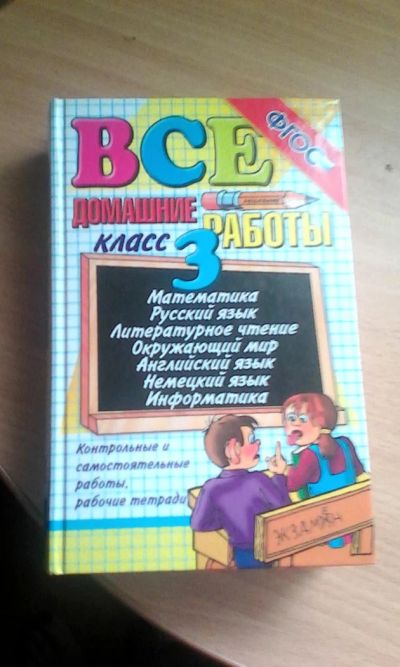 ВСЕ
ФГОС
ДОМАШНИЕ
РАБОТЫ
КЛАСС 3
Математика
Русский язык
Литературное чтение
Окружающий мир
Английский язык
Немецкий язык
Информатика
Контрольные и
самостоятельные
работы,
рабочие тетради